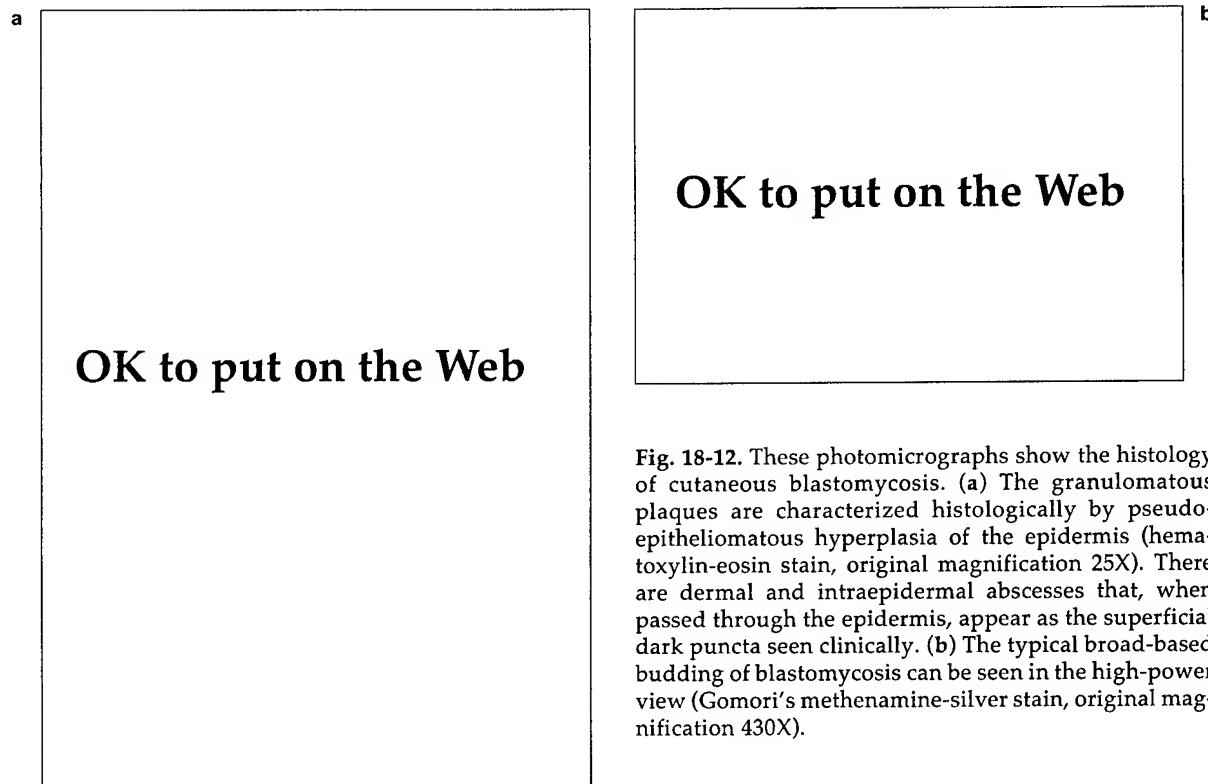 a
OK to put on the Web
b
OK to put on the Web
Fig. 18-12. These photomicrographs show the histology
of cutaneous blastomycosis. (a) The granulomatous
plaques are characterized histologically by pseudo-
epitheliomatous hyperplasia of the epidermis (hema-
toxylin-eosin stain, original magnification 25X). There
are dermal and intraepidermal abscesses that, when
passed through the epidermis, appear as the superficial
dark puncta seen clinically. (b) The typical broad-based
budding of blastomycosis can be seen in the high-power
view (Gomori's methenamine-silver stain, original mag-
nification 430X).